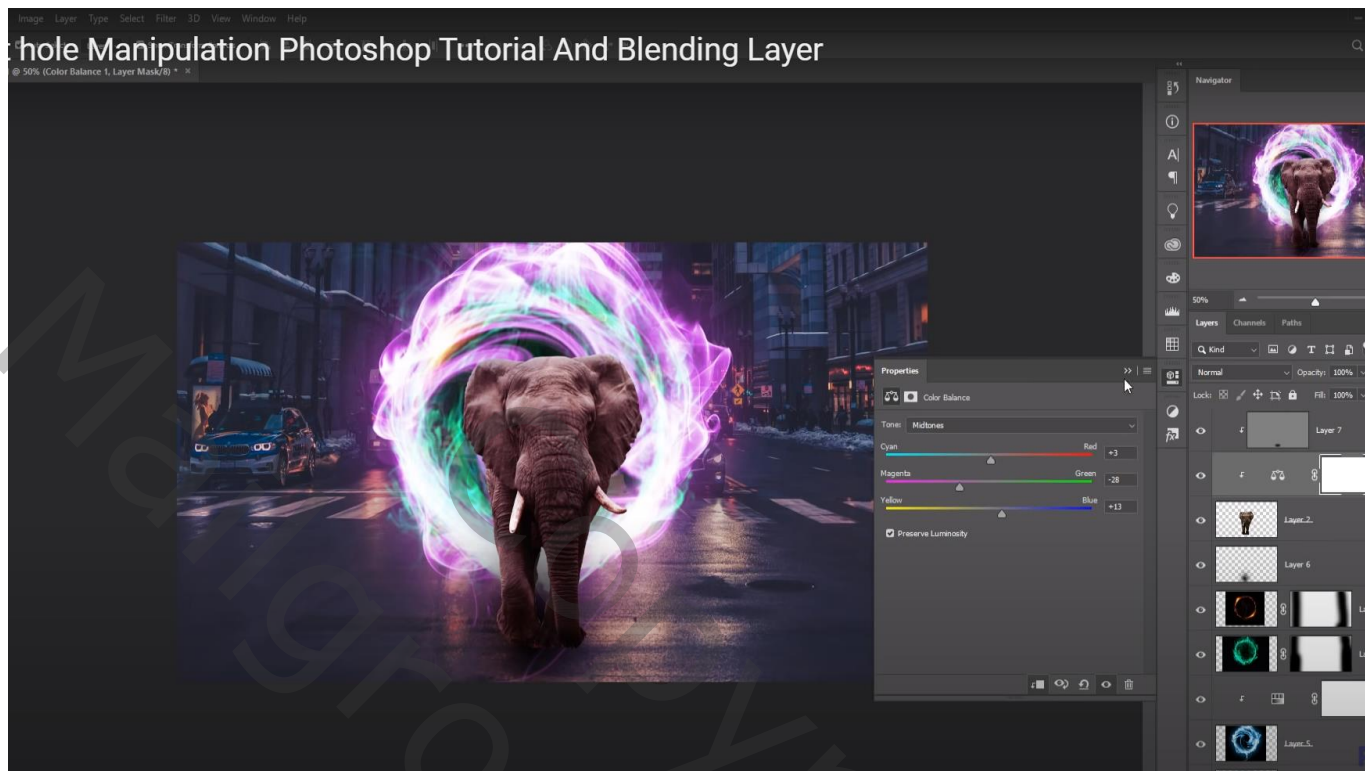 Image Layer Type Select Filter 3D View Window Help
hole Manipulation Photoshop Tutorial And Blending Layer
@ 50% (Color Balance 1, Layer Mask/8) * ×
Navigator
50%
Layers Channels Paths
Kind
Normal Opacity: 100%
Lock: Fill: 100%
Layer 7
Layer 2
Layer 6
Layer 5
Properties
Color Balance
Tone: Midtones
Cyan Red +3
Magenta Green -28
Yellow Blue +13
Preserve Luminosity